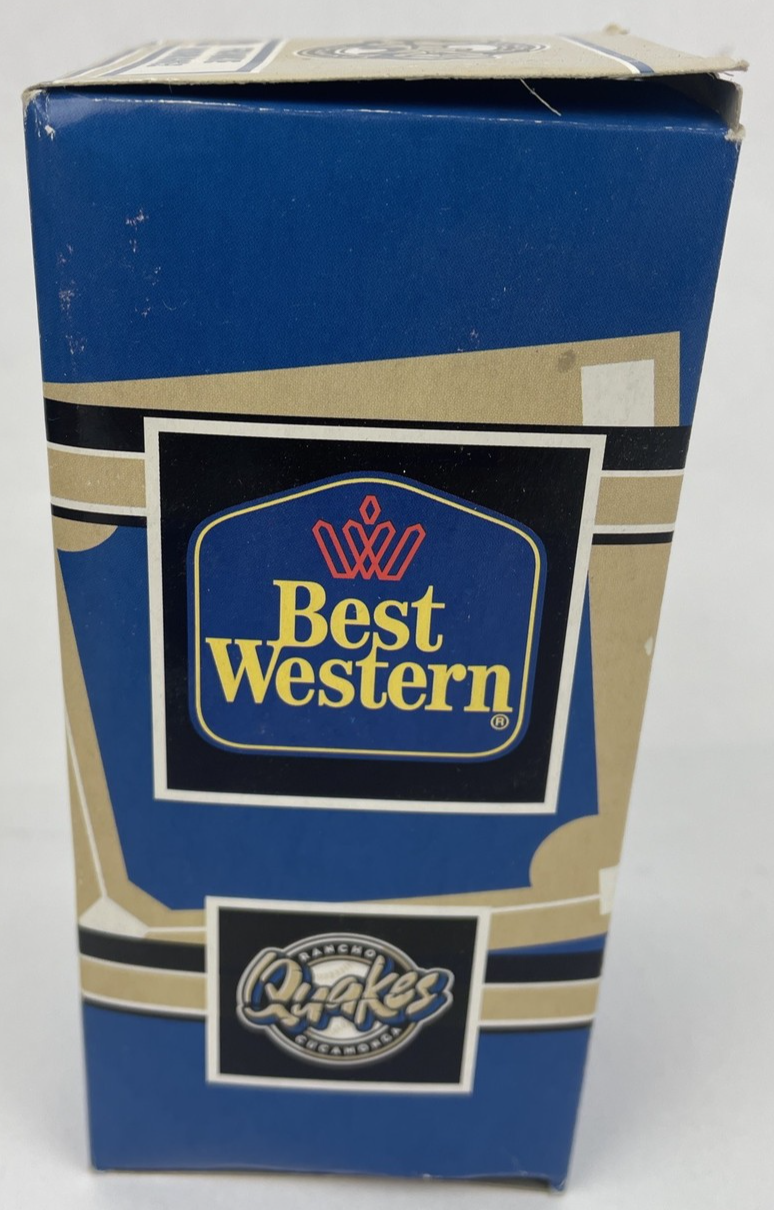 Best
Western
®
RANCHO
Quakes
CUCAMONGA